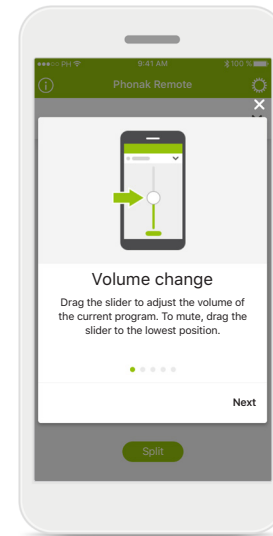 PH 9:41 AM 100 %
Phonak Remote
Volume change
Drag the slider to adjust the volume of
the current program. To mute, drag the
slider to the lowest position.
Next
Split